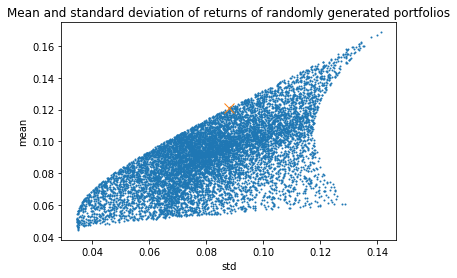 Mean and standard deviation of returns of randomly generated portfolios
0.16
0.14
0.12
0.10
0.08
0.06
0.04
mean
0.04 0.06 0.08 0.10 0.12 0.14
std